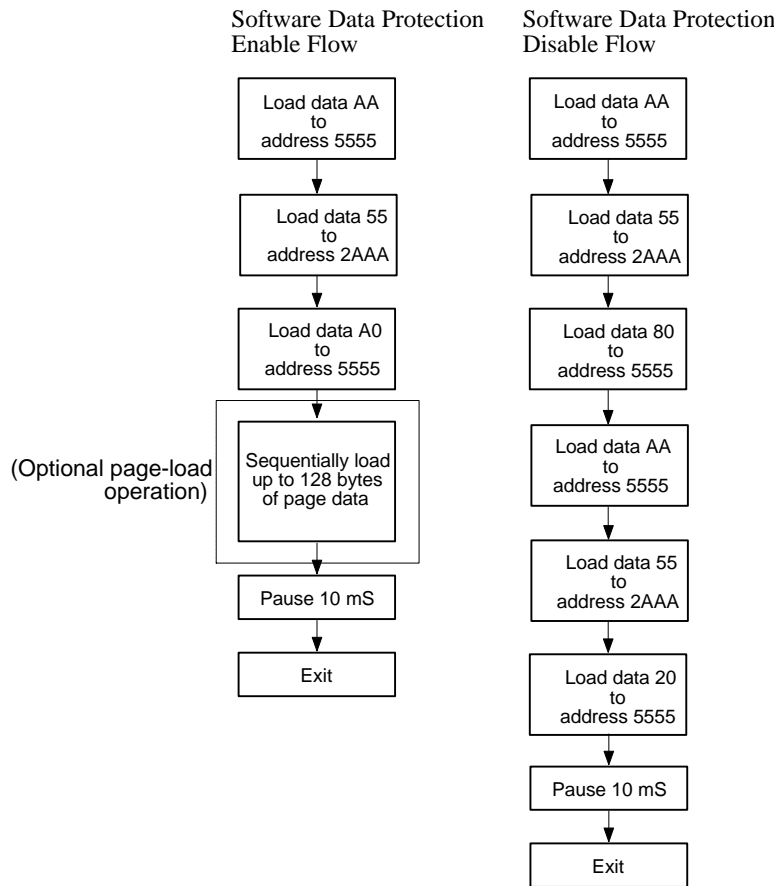 Software Data Protection
Enable Flow
Load data AA
to
address 5555
Load data 55
to
address 2AAA
Load data A0
to
address 5555
(Optional page-load
operation)
Sequentially load
up to 128 bytes
of page data
Pause 10 mS
Exit
Software Data Protection
Disable Flow
Load data AA
to
address 5555
Load data 55
to
address 2AAA
Load data 80
to
address 5555
Load data AA
to
address 5555
Load data 55
to
address 2AAA
Load data 20
to
address 5555
Pause 10 mS
Exit